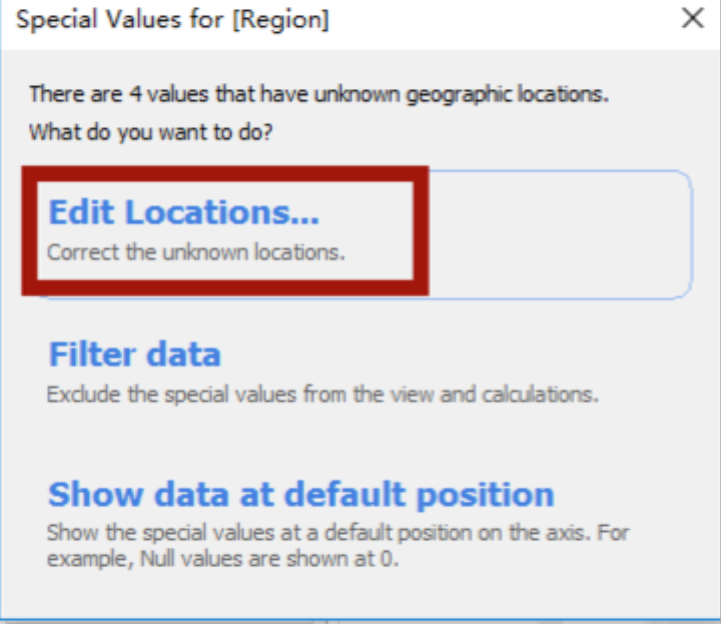 Special Values for [Region]
There are 4 values that have unknown geographic locations.
What do you want to do?
Edit Locations...
Correct the unknown locations.
Filter data
Exclude the special values from the view and calculations.
Show data at default position
Show the special values at a default position on the axis. For
example, Null values are shown at 0.